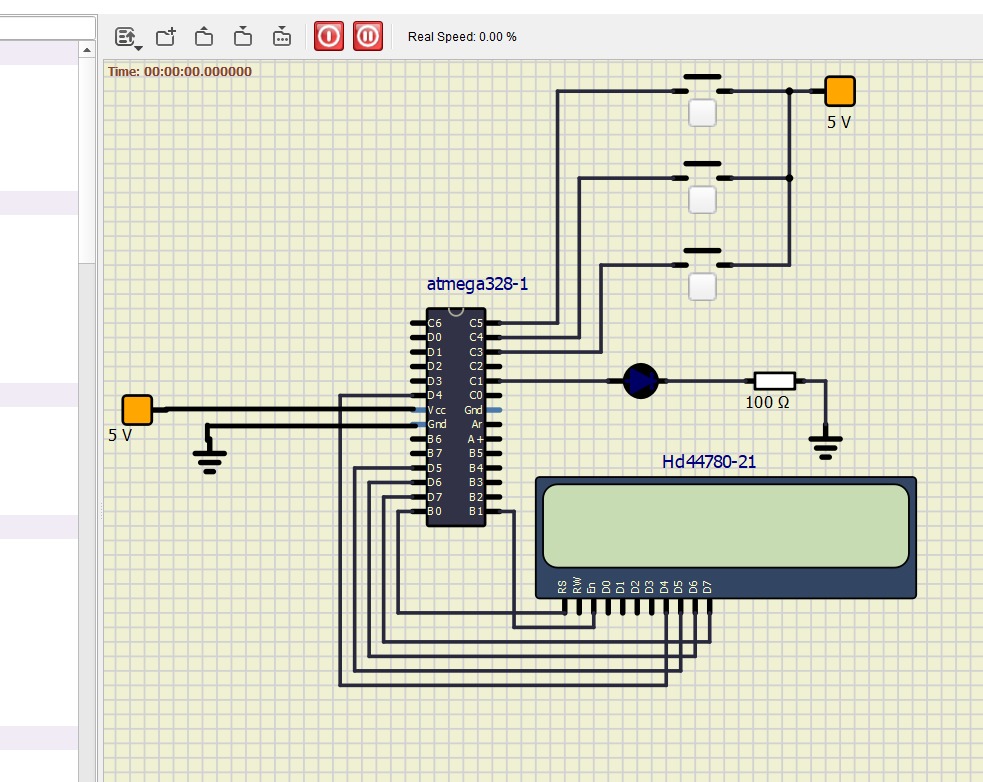 Real Speed: 0.00 %
Time: 00:00:00.000000
5 V
atmega328-1
C6 C5
D0 C4
D1 C3
D2 C2
D3 C1
D4 C0
Vcc Gnd
Gnd Ar
B6 A+
B7 B5
D5 B4
D6 B3
D7 B2
B0 B1
5 V
100 Ω
Hd44780-21
RS RW En D0 D1 D2 D3 D4 D5 D6 D7